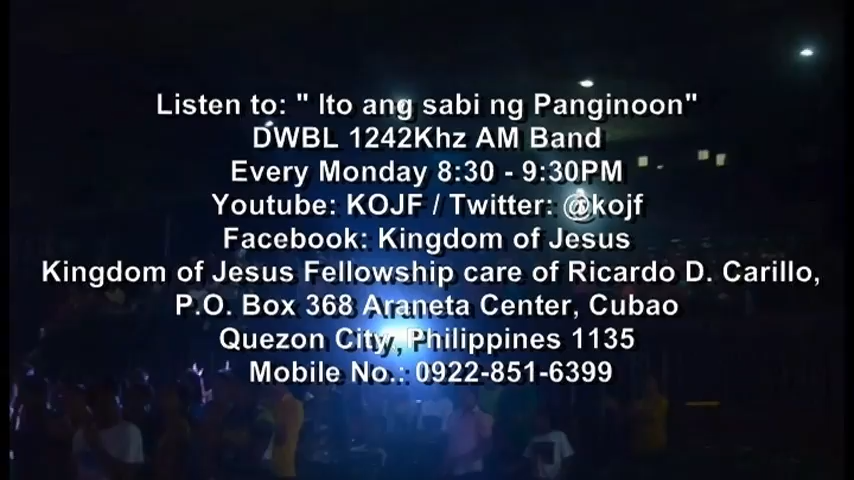 Listen to: " Ito ang sabi ng Panginoon"
DWBL 1242Khz AM Band
Every Monday 8:30 - 9:30PM
Youtube: KOJF / Twitter: @kojf
Facebook: Kingdom of Jesus
Kingdom of Jesus Fellowship care of Ricardo D. Carillo,
P.O. Box 368 Araneta Center, Cubao
Quezon City, Philippines 1135
Mobile No.: 0922-851-6399